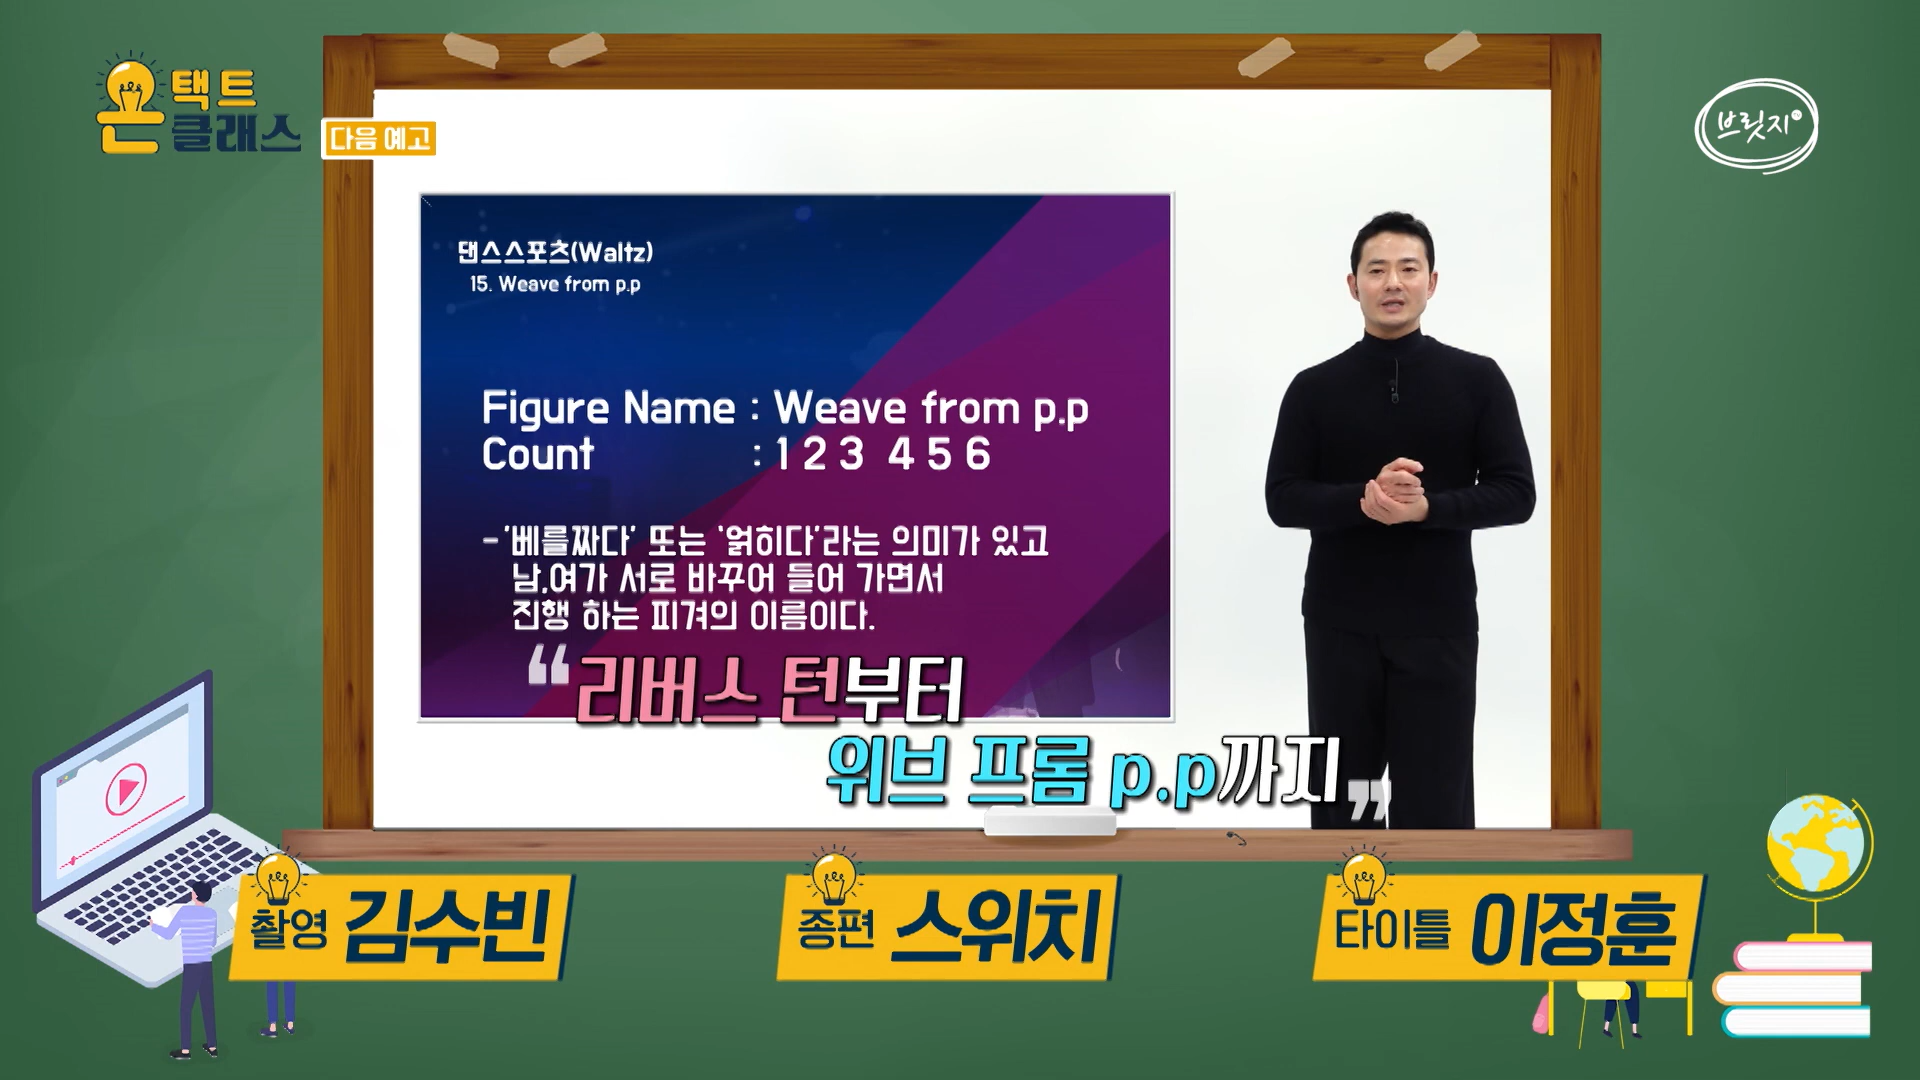 온택트
클래스
다음 예고
브릿지
댄스스포츠(Waltz)
15. Weave from p.p
Figure Name : Weave from p.p
Count : 1 2 3 4 5 6
- '베를짜다' 또는 '얽히다'라는 의미가 있고
남,여가 서로 바꾸어 들어 가면서
진행 하는 피겨의 이름이다.
“리버스 턴부터
위브 프롬 p.p까지”
촬영 김수빈
종편 스위치
타이틀 이정훈